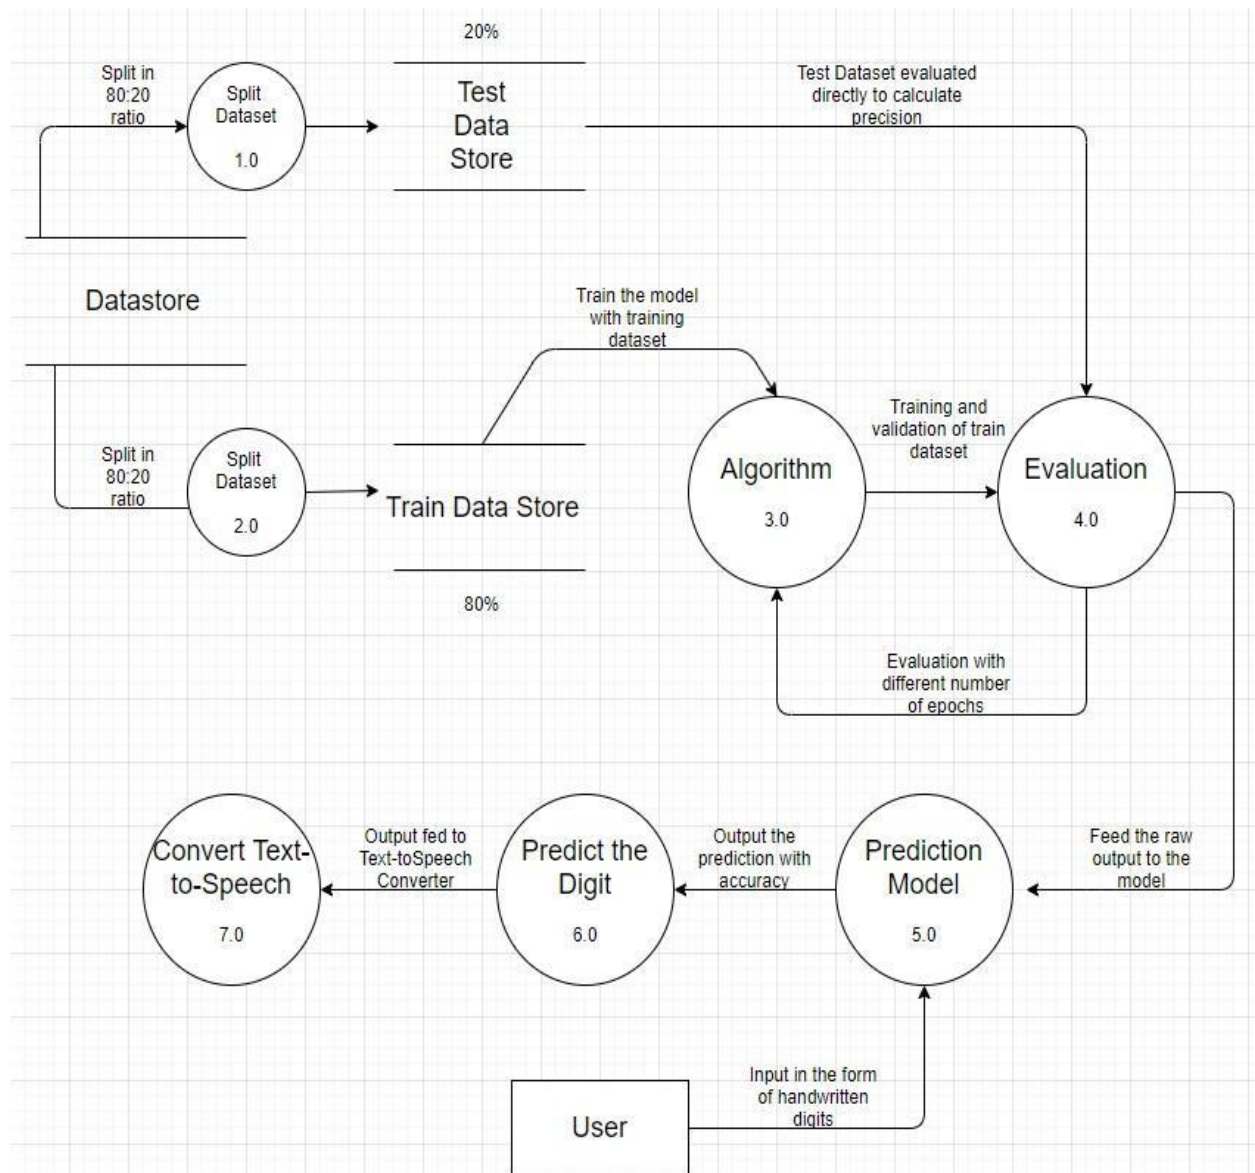 20%
Split in
80:20
ratio
Split
Dataset
1.0
Test
Data
Store
Test Dataset evaluated
directly to calculate
precision
Datastore
Train the model
with training
dataset
Split in
80:20
ratio
Split
Dataset
2.0
Train Data Store
80%
Algorithm
3.0
Training and
validation of train
dataset
Evaluation
4.0
Evaluation with
different number
of epochs
Convert Text-
to-Speech
7.0
Output fed to
Text-toSpeech
Converter
Predict the
Digit
6.0
Output the
prediction with
accuracy
Prediction
Model
5.0
Feed the raw
output to the
model
User
Input in the form
of handwritten
digits